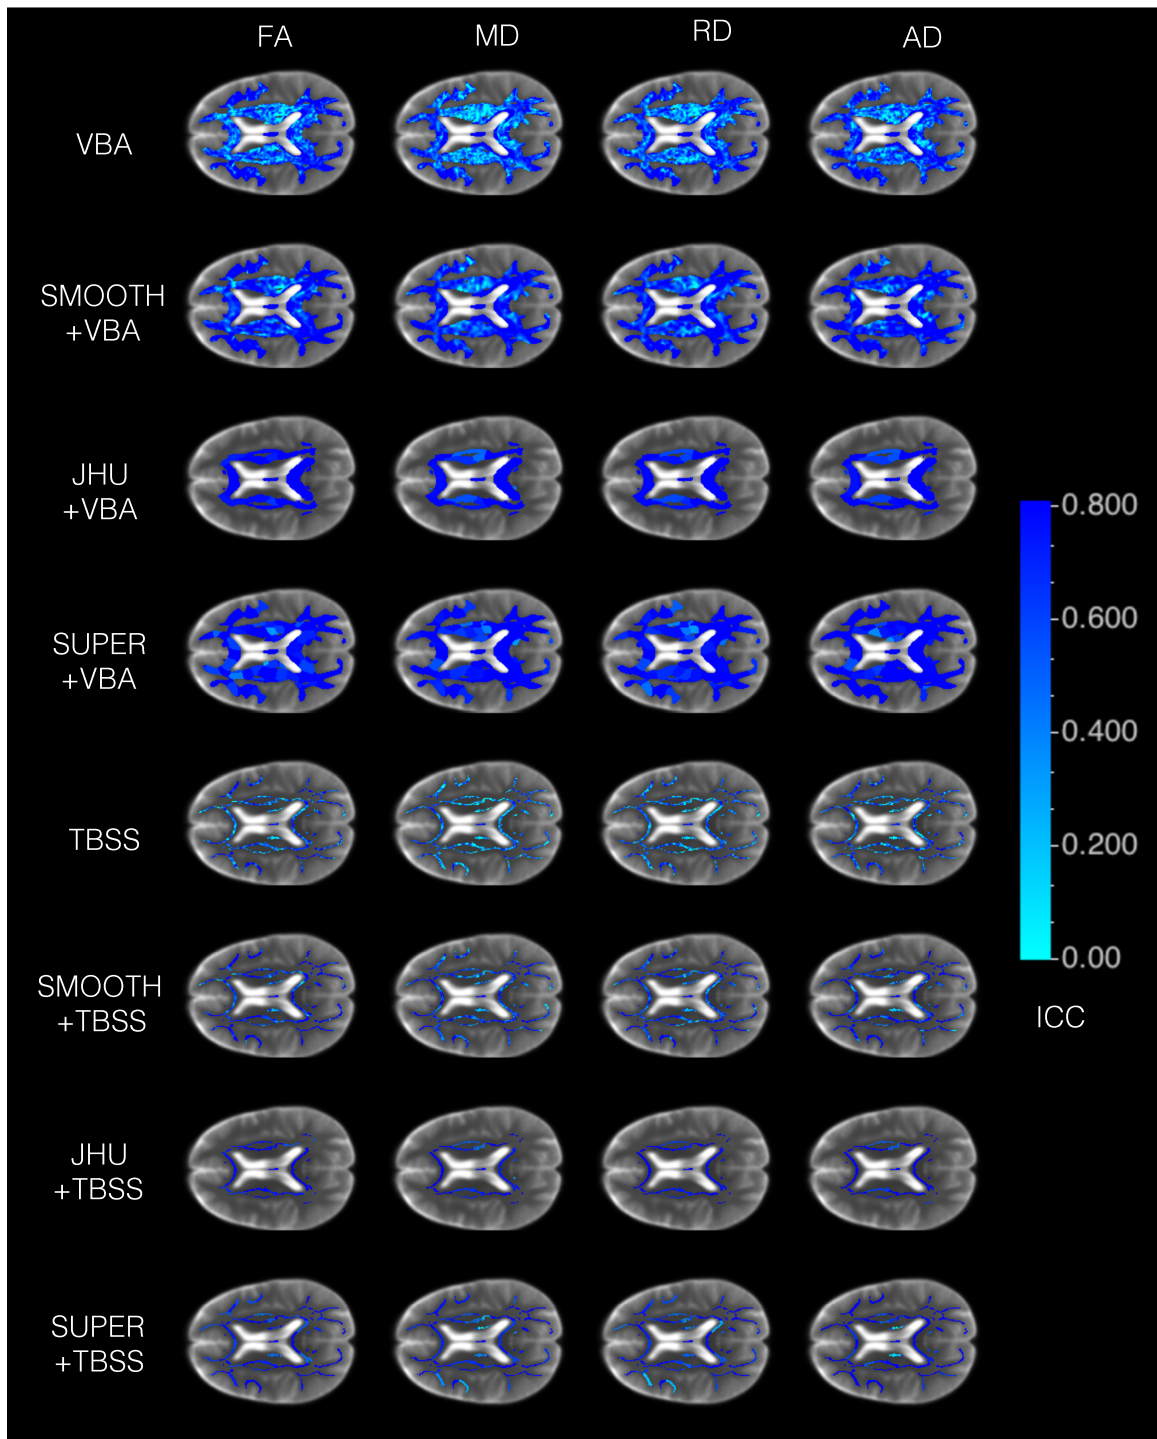 FA MD RD AD
VBA
SMOOTH
+VBA
JHU
+VBA
SUPER
+VBA
TBSS
SMOOTH
+TBSS
JHU
+TBSS
SUPER
+TBSS
0.800
0.600
0.400
0.200
0.00
ICC